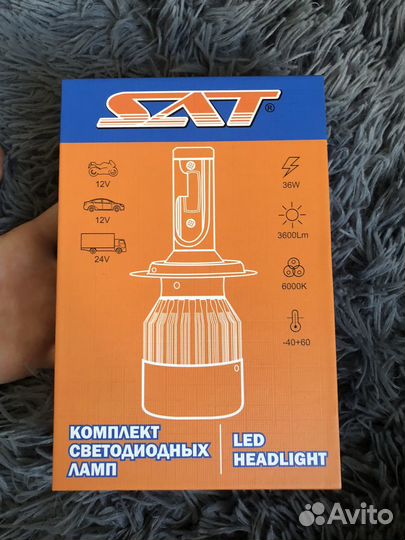 SAT®
12V
12V
24V
36W
3600Lm
6000K
-40+60
КОМПЛЕКТ
СВЕТОДИОДНЫХ
ЛАМП
LED
HEADLIGHT
Avito